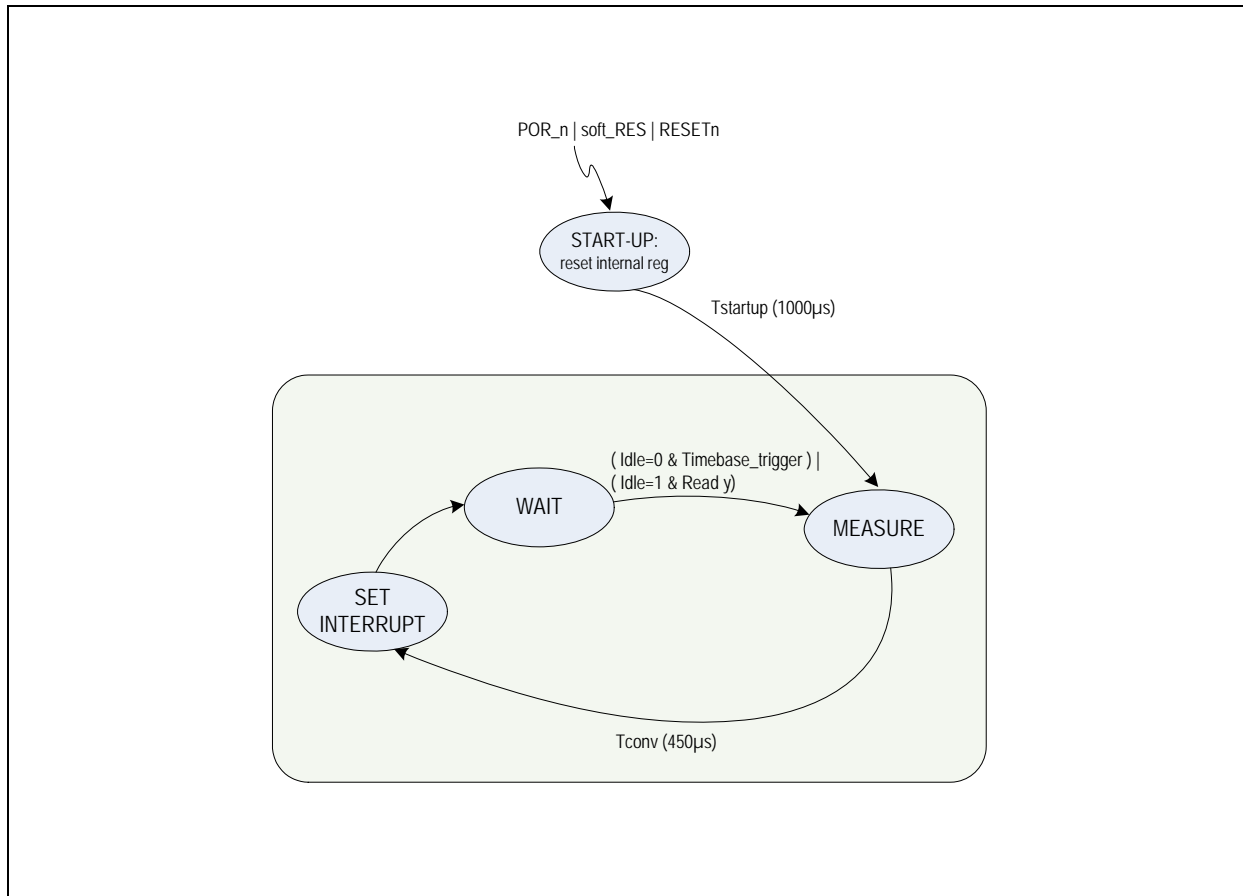 POR_n | soft_RES | RESETn
START-UP:
reset internal reg
Tstartup (1000µs)
( Idle=0 & Timebase_trigger ) |
( Idle=1 & Read y)
WAIT
MEASURE
SET
INTERRUPT
Tconv (450µs)